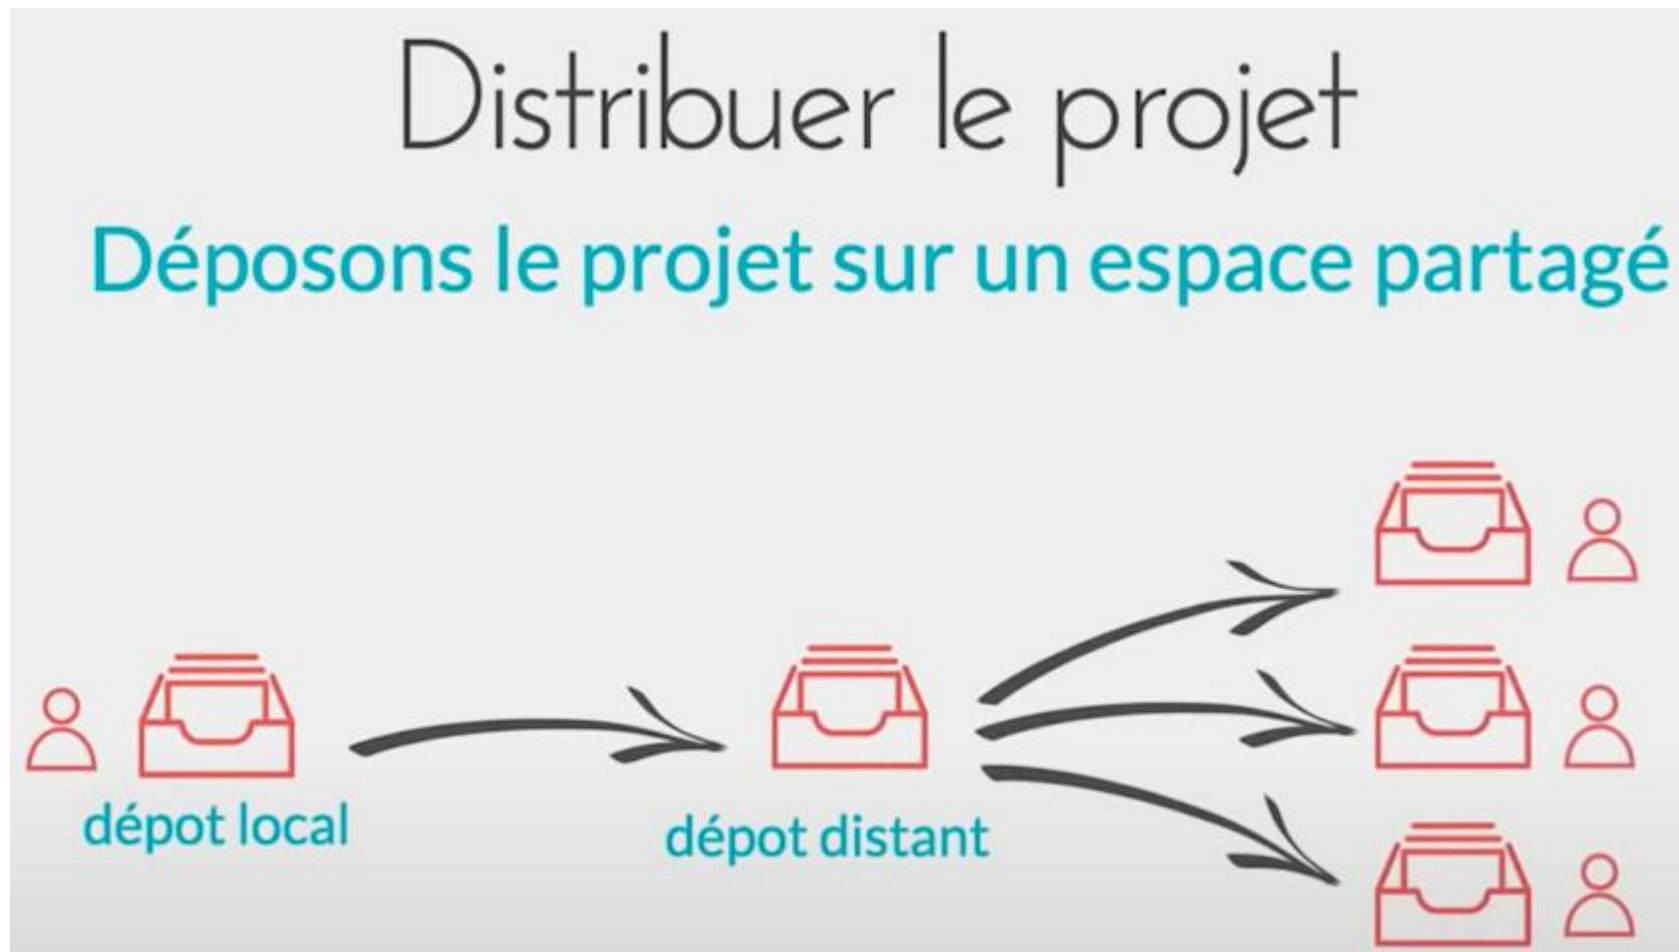 Distribuer le projet
Déposons le projet sur un espace partagé
dépot local
dépot distant